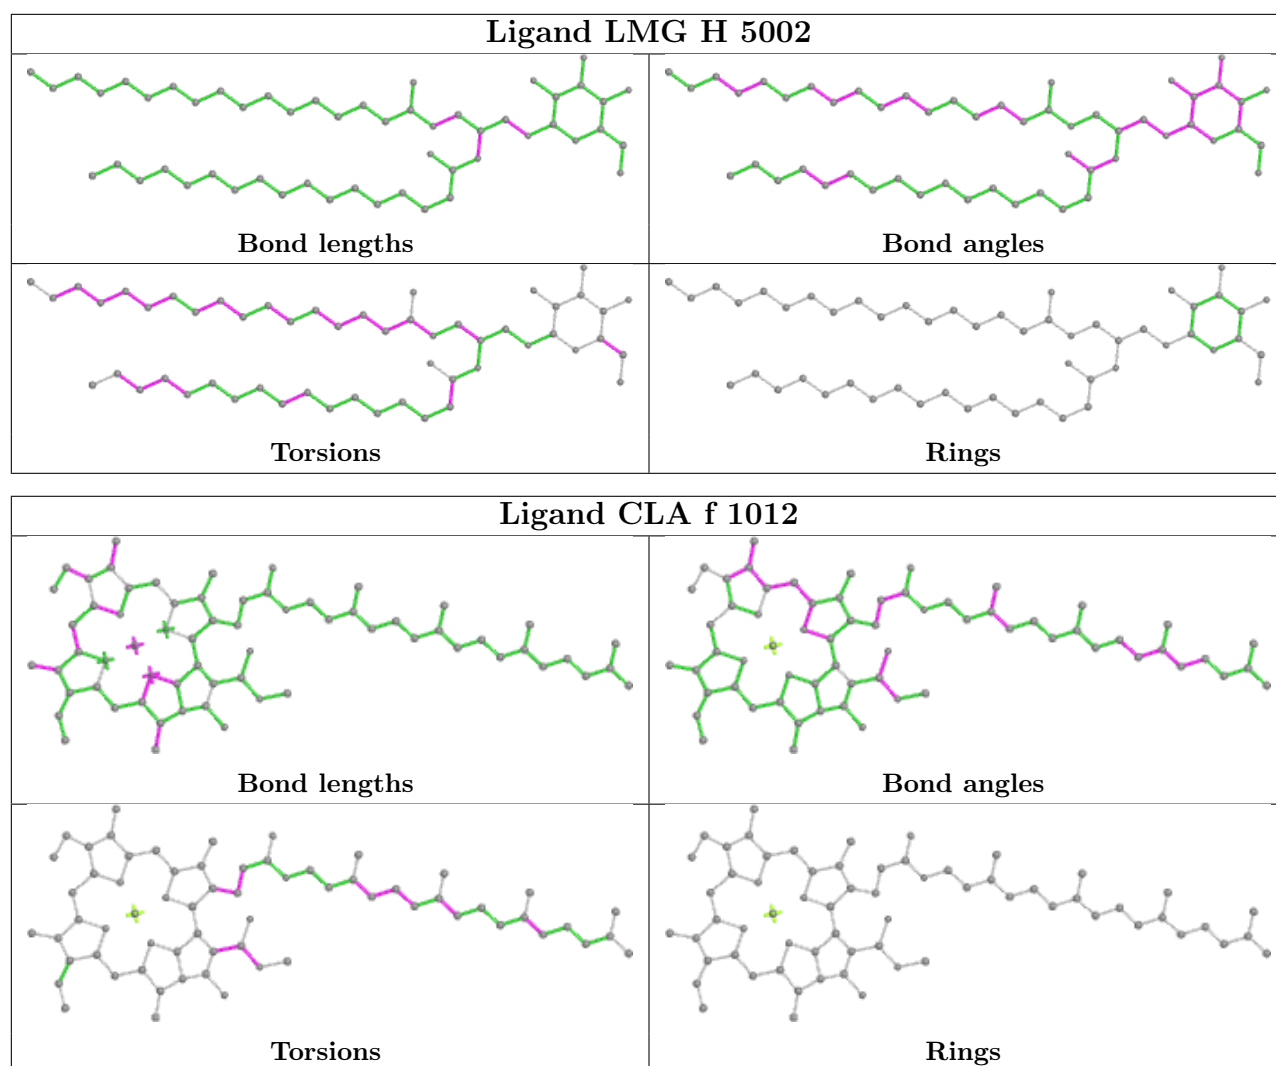 Ligand LMG H 5002
Bond lengths
Bond angles
Torsions
Rings
Ligand CLA f 1012
Bond lengths
Bond angles
Torsions
Rings